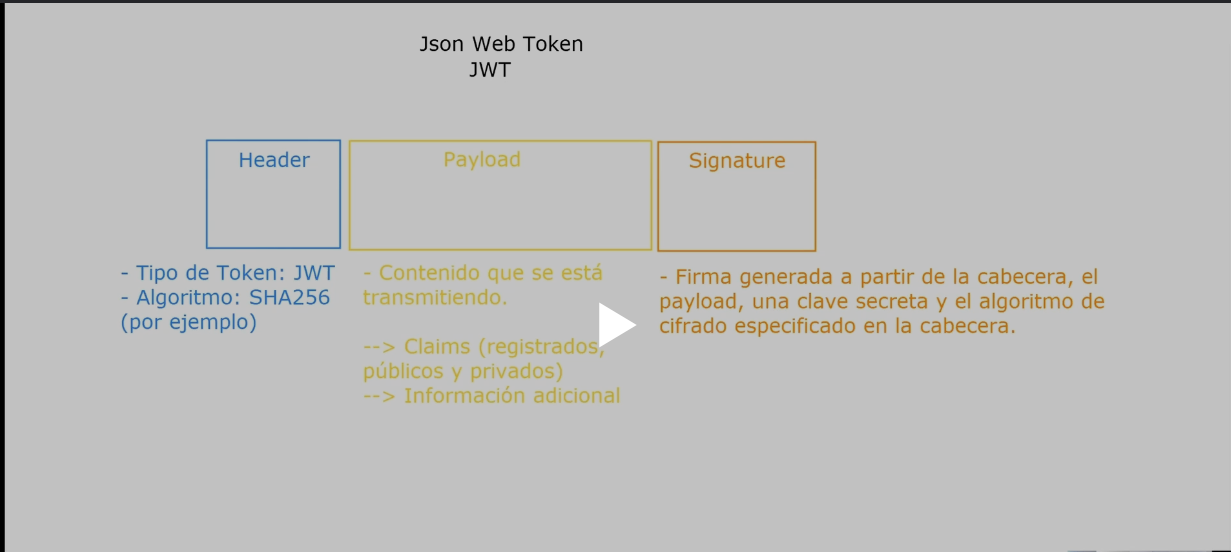 Json Web Token
JWT
Header
Payload
Signature
- Tipo de Token: JWT
- Algoritmo: SHA256
(por ejemplo)
- Contenido que se está
transmitiendo.
--> Claims (registrados,
públicos y privados)
--> Información adicional
- Firma generada a partir de la cabecera, el
payload, una clave secreta y el algoritmo de
cifrado especificado en la cabecera.